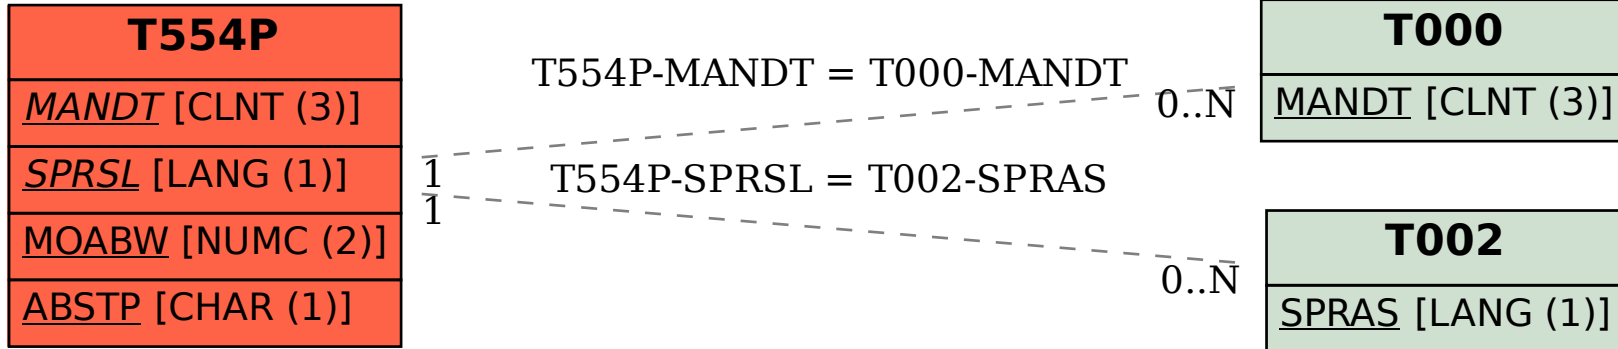 T554P
MANDT [CLNT (3)]
SPRSL [LANG (1)]
MOABW [NUMC (2)]
ABSTP [CHAR (1)]
T554P-MANDT = T000-MANDT
0..N
1
T554P-SPRSL = T002-SPRAS
1
0..N
T000
MANDT [CLNT (3)]
T002
SPRAS [LANG (1)]